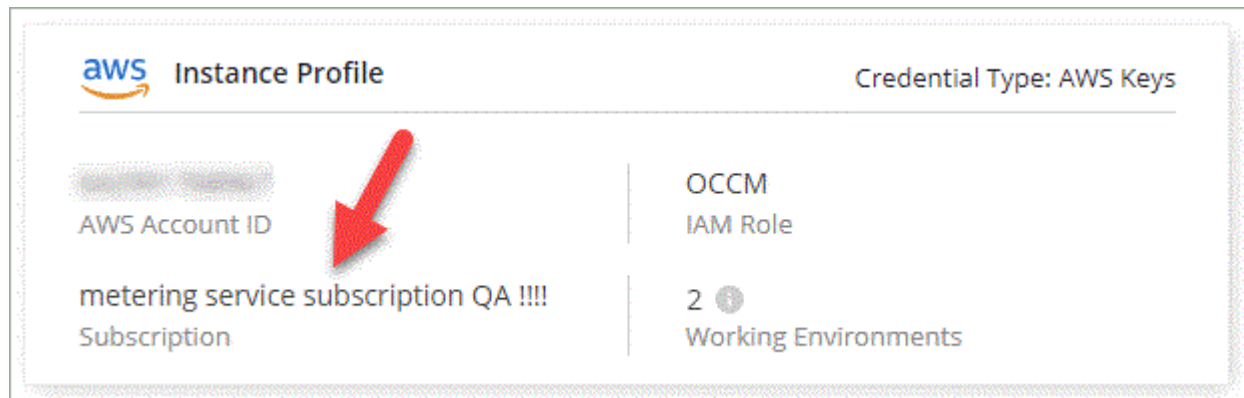 aws Instance Profile Credential Type: AWS Keys
AWS Account ID
OCCM
IAM Role
metering service subscription QA !!!!
Subscription
2
Working Environments